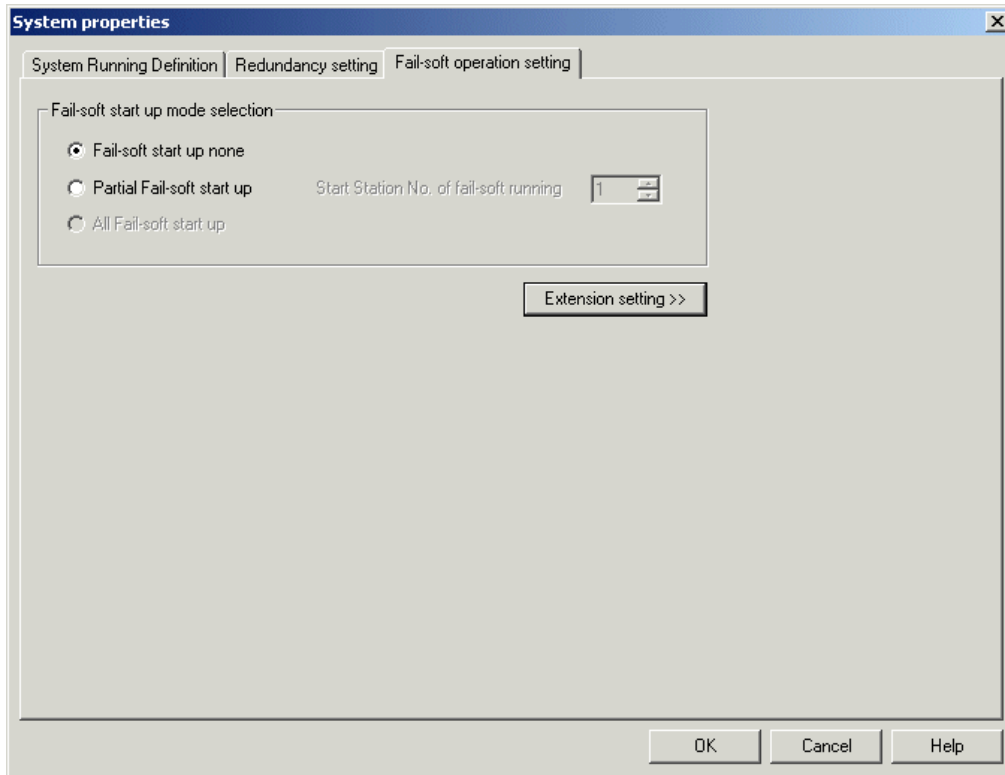 System properties
System Running Definition Redundancy setting Fail-soft operation setting
Fail-soft start up mode selection
Fail-soft start up none
Partial Fail-soft start up Start Station No. of fail-soft running 1
All Fail-soft start up
Extension setting >>
OK Cancel Help